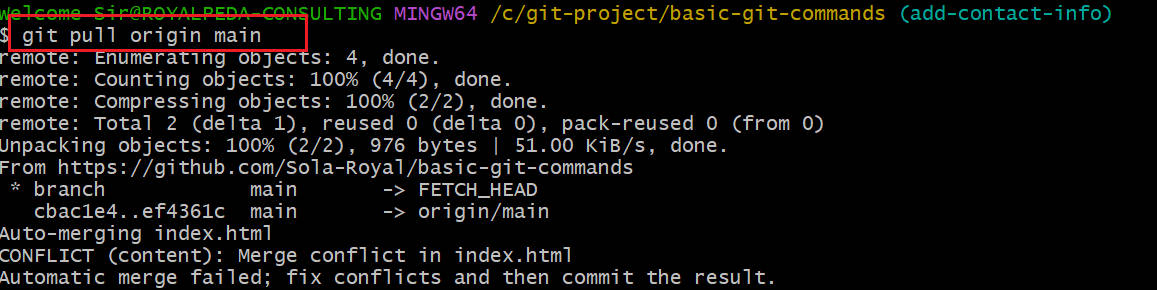 Welcome Sir@ROYALPEDA-CONSULTING MINGW64 /c/git-project/basic-git-commands (add-contact-info)
$ git pull origin main
remote: Enumerating objects: 4, done.
remote: Counting objects: 100% (4/4), done.
remote: Compressing objects: 100% (2/2), done.
remote: Total 2 (delta 1), reused 0 (delta 0), pack-reused 0 (from 0)
Unpacking objects: 100% (2/2), 976 bytes | 51.00 KiB/s, done.
From https://github.com/Sola-Royal/basic-git-commands
 * branch            main       -> FETCH_HEAD
   cbac1e4..ef4361c  main       -> origin/main
Auto-merging index.html
CONFLICT (content): Merge conflict in index.html
Automatic merge failed; fix conflicts and then commit the result.